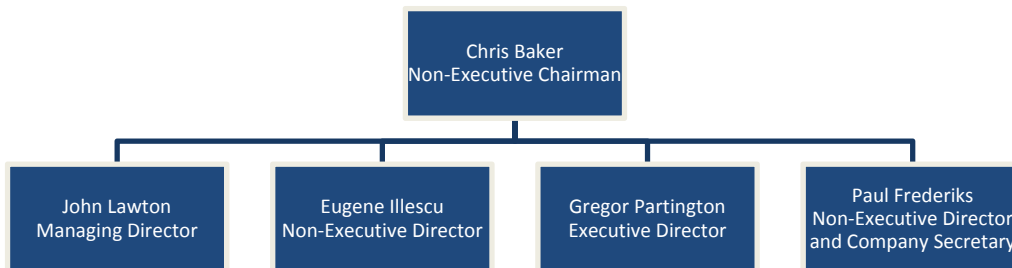 Chris Baker
Non-Executive Chairman
John Lawton
Managing Director
Eugene Illescu
Non-Executive Director
Gregor Partington
Executive Director
Paul Frederiks
Non-Executive Director
and Company Secretary